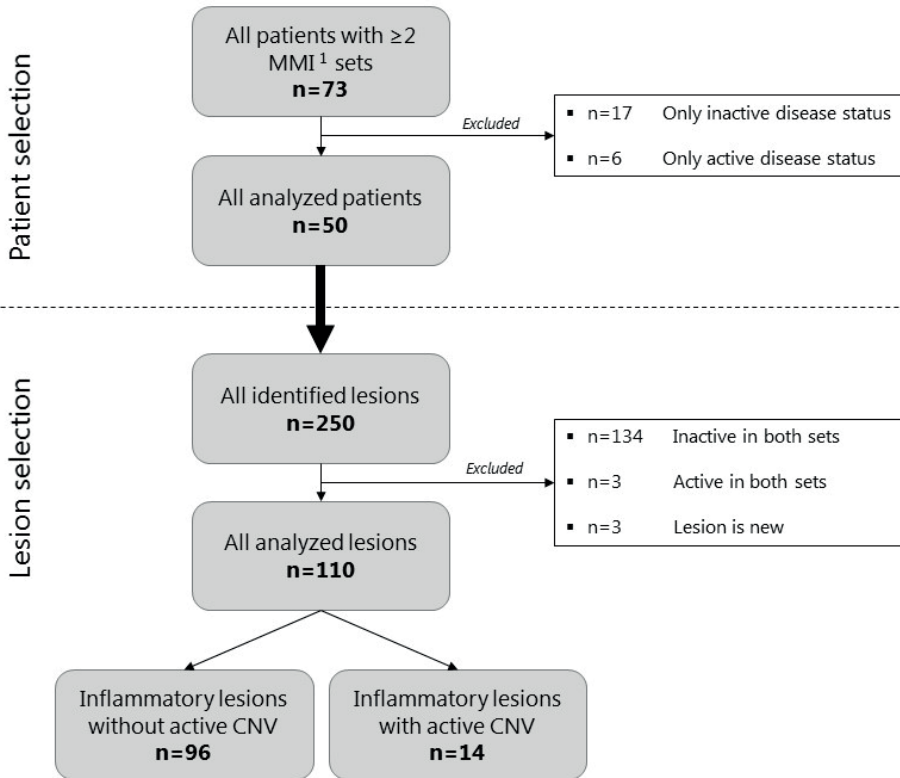 Patient selection
All patients with ≥2
MMI¹ sets
n=73
Excluded
▪ n=17 Only inactive disease status
▪ n=6 Only active disease status
All analyzed patients
n=50
Lesion selection
All identified lesions
n=250
Excluded
▪ n=134 Inactive in both sets
▪ n=3 Active in both sets
▪ n=3 Lesion is new
All analyzed lesions
n=110
Inflammatory lesions
without active CNV
n=96
Inflammatory lesions
with active CNV
n=14